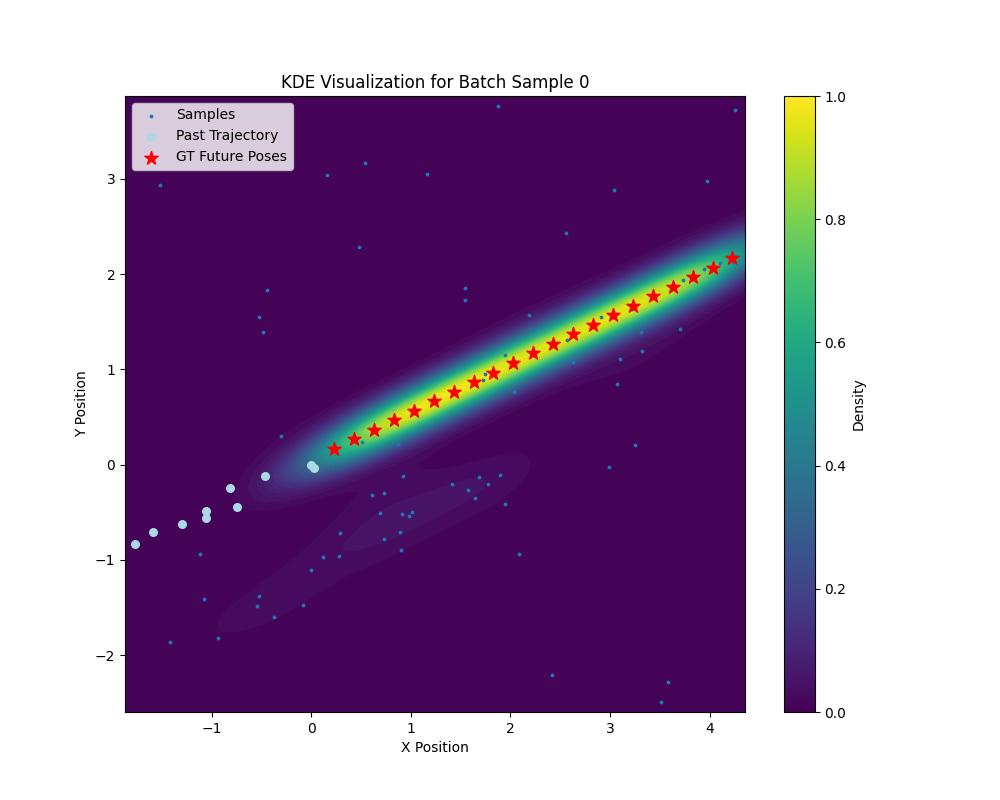 KDE Visualization for Batch Sample 0
Samples
Past Trajectory
GT Future Poses
3
2
1
0
−1
−2
Y Position
−1
0
1
2
3
4
X Position
1.0
0.8
0.6
0.4
0.2
0.0
Density